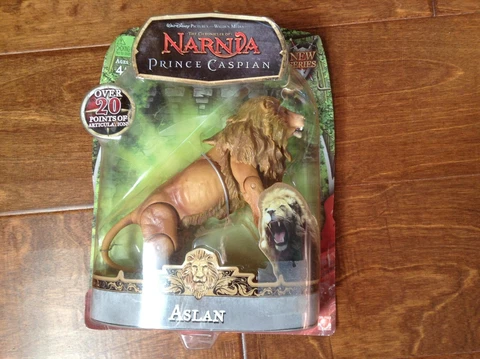 Walt Disney Pictures
Walden Media
THE CHRONICLES OF
NARNIA
PRINCE CASPIAN
Ages
4+
NEW
SERIES
OVER
20
POINTS OF
ARTICULATION
ASLAN